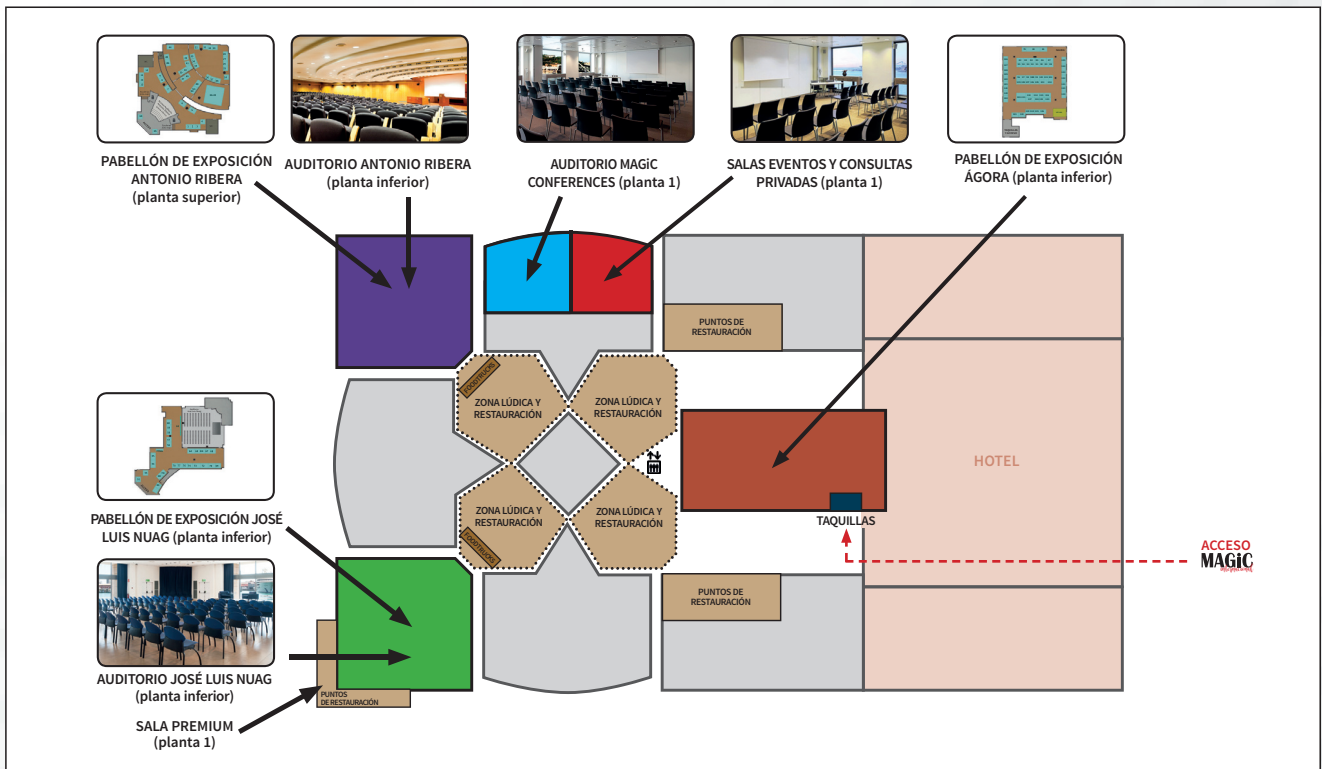 PABELLÓN DE EXPOSICIÓN
ANTONIO RIBERA
(planta superior)
AUDITORIO ANTONIO RIBERA
(planta inferior)
AUDITORIO MAGiC
CONFERENCES (planta 1)
SALAS EVENTOS Y CONSULTAS
PRIVADAS (planta 1)
PABELLÓN DE EXPOSICIÓN
ÁGORA (planta inferior)
PUNTOS DE
RESTAURACIÓN
FOODTRUCKS
ZONA LÚDICA Y
RESTAURACIÓN
ZONA LÚDICA Y
RESTAURACIÓN
HOTEL
PABELLÓN DE EXPOSICIÓN JOSÉ
LUIS NUAG (planta inferior)
ZONA LÚDICA Y
RESTAURACIÓN
FOODTRUCKS
ZONA LÚDICA Y
RESTAURACIÓN
TAQUILLAS
ACCESO
MAGiC
PUNTOS DE
RESTAURACIÓN
AUDITORIO JOSÉ LUIS NUAG
(planta inferior)
PUNTOS
DE RESTAURACIÓN
SALA PREMIUM
(planta 1)